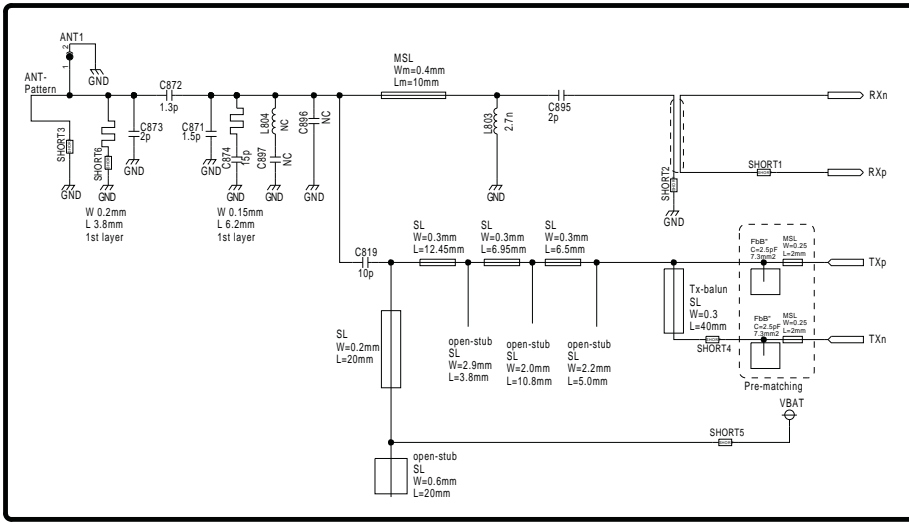 ANT1
2
1
GND
ANT-
Pattern
SHORT3
GND
SHORT6
GND
W 0.2mm
L 3.8mm
1st layer
C873
2p
GND
C872
1.3p
C871
1.5p
GND
C874
15p
GND
W 0.15mm
L 6.2mm
1st layer
L804
NC
C897
NC
GND
C896
NC
GND
MSL
Wm=0.4mm
Lm=10mm
L803
2.7n
GND
C895
2p
SHORT2
GND
SHORT1
RXn
RXp
C819
10p
SL
W=0.3mm
L=12.45mm
SL
W=0.3mm
L=6.95mm
SL
W=0.3mm
L=6.5mm
open-stub
SL
W=2.9mm
L=3.8mm
open-stub
SL
W=2.0mm
L=10.8mm
open-stub
SL
W=2.2mm
L=5.0mm
SL
W=0.2mm
L=20mm
open-stub
SL
W=0.6mm
L=20mm
Tx-balun
SL
W=0.3
L=40mm
SHORT4
FbB"
C=2.5pF
7.3mm2
MSL
W=0.25
L=2mm
TXp
FbB"
C=2.5pF
7.3mm2
MSL
W=0.25
L=2mm
TXn
Pre-matching
VBAT
SHORT5